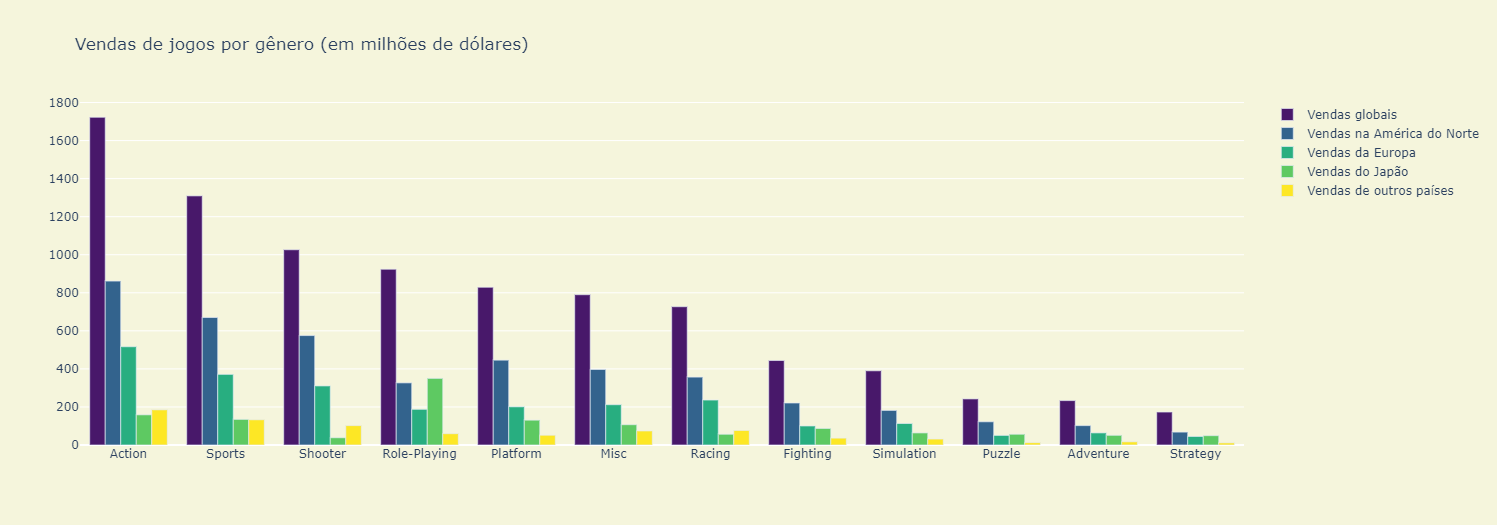 Vendas de jogos por gênero (em milhões de dólares)
1800
1600
1400
1200
1000
800
600
400
200
0
Action Sports Shooter Role-Playing Platform Misc Racing Fighting Simulation Puzzle Adventure Strategy
Vendas globais
Vendas na América do Norte
Vendas da Europa
Vendas do Japão
Vendas de outros países